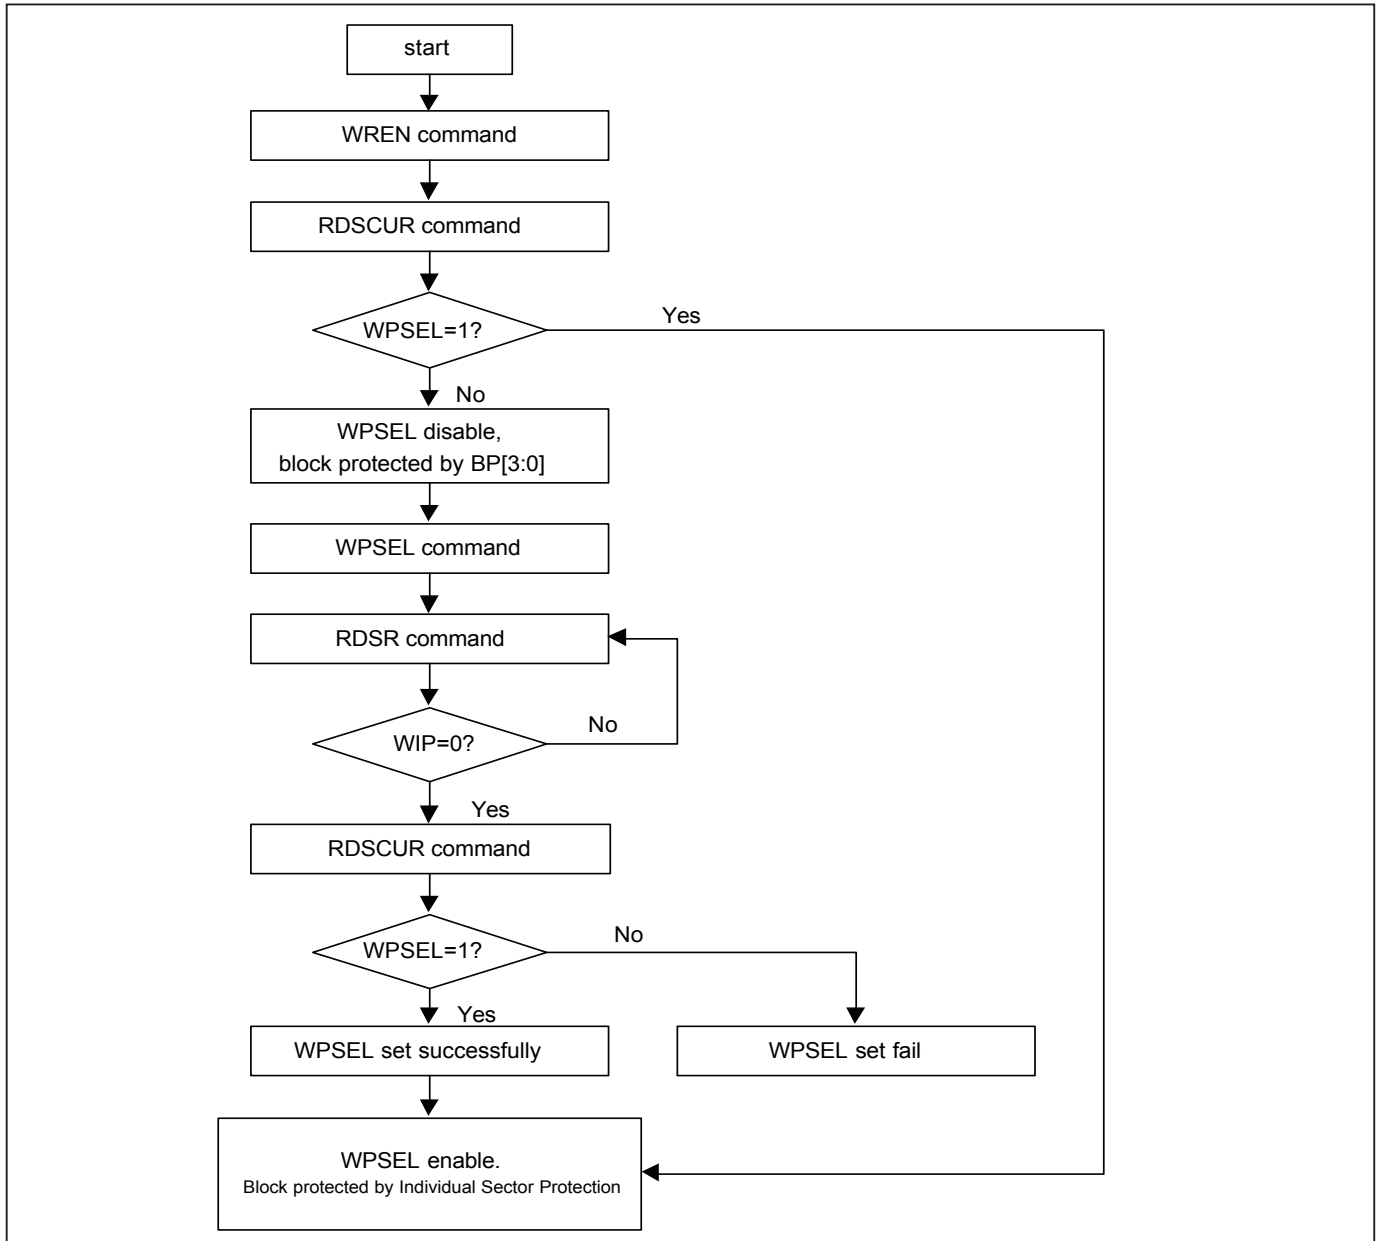 start
WREN command
RDSCUR command
WPSEL=1?
Yes
No
WPSEL disable,
block protected by BP[3:0]
WPSEL command
RDSR command
WIP=0?
No
Yes
RDSCUR command
WPSEL=1?
No
Yes
WPSEL set successfully
WPSEL set fail
WPSEL enable.
Block protected by Individual Sector Protection